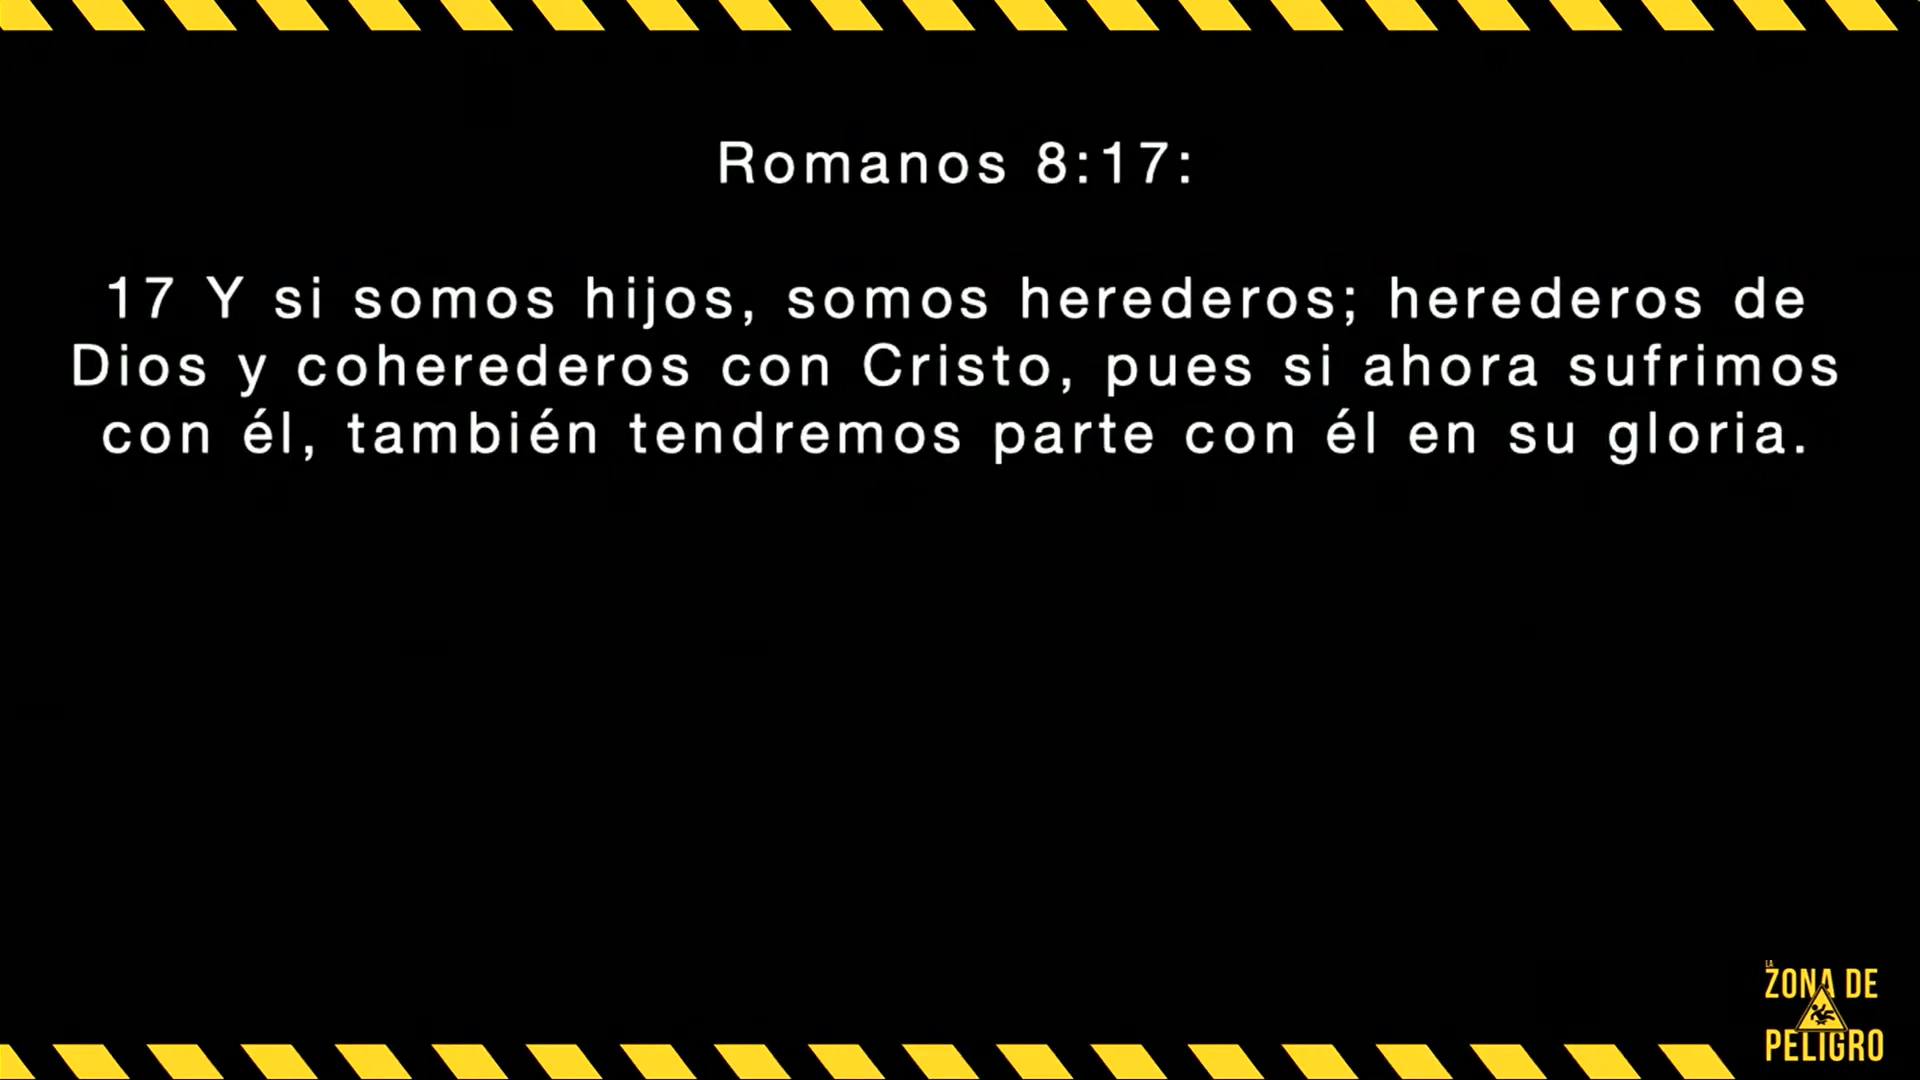 Romanos 8:17:
17 Y si somos hijos, somos herederos; herederos de
Dios y coherederos con Cristo, pues si ahora sufrimos
con él, también tendremos parte con él en su gloria.
LA
ZONA DE
PELIGRO